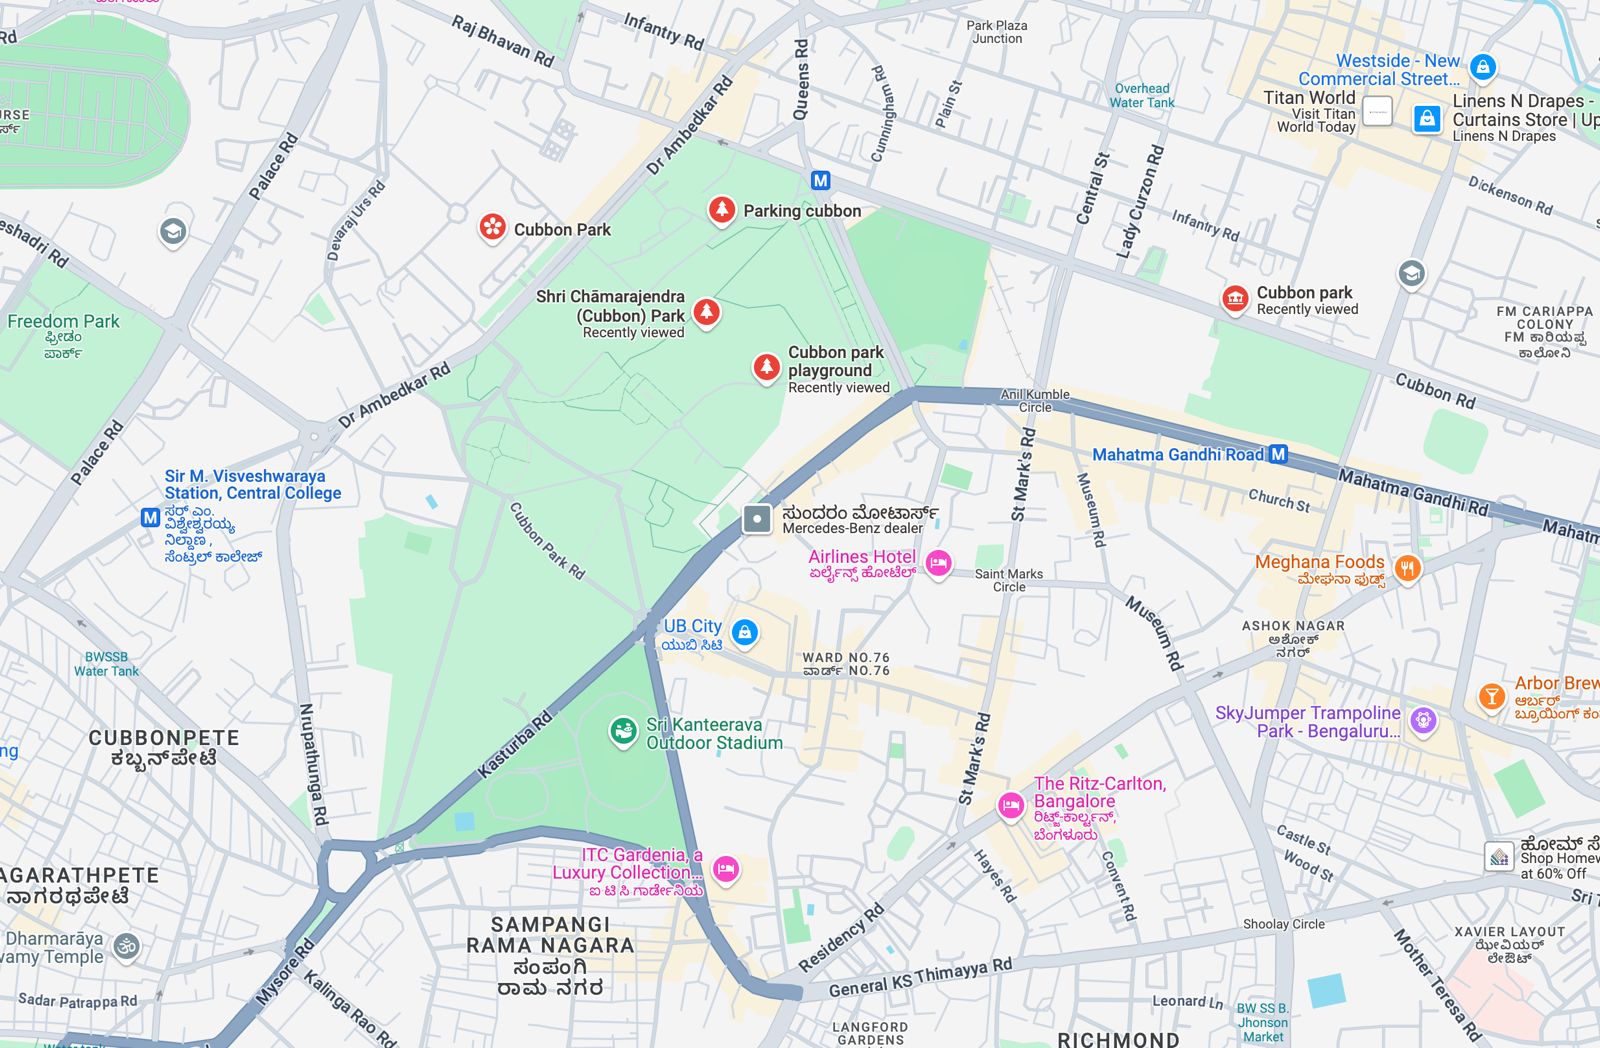 Raj Bhavan Rd
Infantry Rd
Queens Rd
Park Plaza
Junction
Rd
Dr Ambedkar Rd
Cunningham Rd
Plain St
Overhead
Water Tank
Westside - New
Commercial Street...
Titan World
Visit Titan
World Today
Linens N Drapes -
Curtains Store | Up
Linens N Drapes
URSE
ರ್ಸ್
Palace Rd
Devaraj Urs Rd
Central St
Lady Curzon Rd
Dickenson Rd
Infantry Rd
M
Parking cubbon
Cubbon Park
eshadri Rd
Shri Chāmarajendra
(Cubbon) Park
Recently viewed
Cubbon park
Recently viewed
FM CARIAPPA
COLONY
FM ಕಾರಿಯಪ್ಪ
ಕಾಲೋನಿ
Freedom Park
ಫ್ರೀಡಂ
ಪಾರ್ಕ್
Cubbon park
playground
Recently viewed
Dr Ambedkar Rd
Anil Kumble
Circle
Cubbon Rd
Palace Rd
St Mark's Rd
Mahatma Gandhi Road
M
Mahatma Gandhi Rd
Mahatm
Sir M. Visveshwaraya
Station, Central College
ಸರ್ ಎಂ.
ವಿಶ್ವೇಶ್ವರಯ್ಯ
ನಿಲ್ದಾಣ ,
ಸೆಂಟ್ರಲ್ ಕಾಲೇಜ್
M
Cubbon Park Rd
ಸುಂದರಂ ಮೋಟಾರ್ಸ್
Mercedes-Benz dealer
Museum Rd
Church St
Airlines Hotel
ಏರ್ಲೈನ್ಸ್ ಹೋಟೆಲ್
Saint Marks
Circle
Meghana Foods
ಮೇಘನಾ ಫುಡ್ಸ್
Museum Rd
UB City
ಯುಬಿ ಸಿಟಿ
ASHOK NAGAR
ಅಶೋಕ್
ನಗರ್
BWSSB
Water Tank
WARD NO.76
ವಾರ್ಡ್ NO.76
Arbor Brew
ಆರ್ಬರ್
ಬ್ರೂಯಿಂಗ್ ಕಂ
SkyJumper Trampoline
Park - Bengaluru...
CUBBONPETE
ಕಬ್ಬನ್‌ಪೇಟೆ
ng
Nrupathunga Rd
Kasturba Rd
Sri Kanteerava
Outdoor Stadium
St Mark's Rd
The Ritz-Carlton,
Bangalore
ರಿಟ್ಜ್-ಕಾರ್ಲ್ಟನ್,
ಬೆಂಗಳೂರು
Castle St
Wood St
ಹೋಮ್ ಸೆ
Shop Homew
at 60% Off
ITC Gardenia, a
Luxury Collection...
ಐ ಟಿ ಸಿ ಗಾರ್ಡೇನಿಯ
Hayes Rd
Convent Rd
AGARATHPETE
ನಾಗರಥಪೇಟೆ
Sri T
SAMPANGI
RAMA NAGARA
ಸಂಪಂಗಿ
ರಾಮ ನಗರ
Residency Rd
Shoolay Circle
Dharmarāya
wamy Temple
Mysore Rd
Mother Teresa Rd
XAVIER LAYOUT
ಝೇವಿಯರ್
ಲೇಔಟ್
General KS Thimayya Rd
Sadar Patrappa Rd
Kalinga Rao Rd
Leonard Ln
BW SS B.
Jhonson
Market
LANGFORD
GARDENS
RICHMOND
Water tank